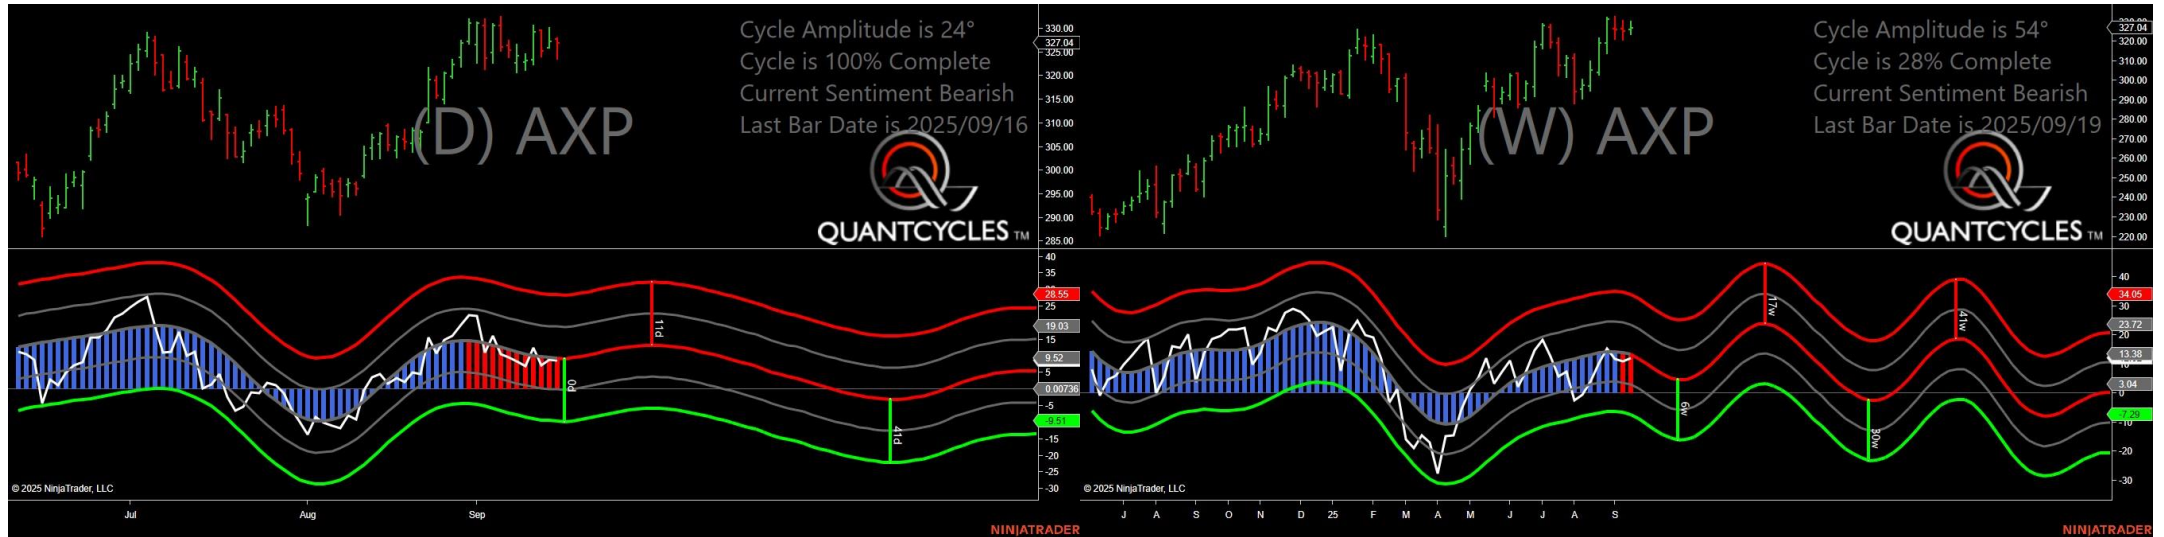 Cycle Amplitude is 24°
Cycle is 100% Complete
Current Sentiment Bearish
Last Bar Date is 2025/09/16
(D) AXP
QUANTCYCLES TM
330.00
327.04
325.00
320.00
315.00
310.00
305.00
300.00
295.00
290.00
285.00
40
35
28.55
25
19.03
15
9.52
5
0.00736
-5
-9.51
-15
-20
-25
-30
0d
11d
41d
© 2025 NinjaTrader, LLC
Jul
Aug
Sep
NINJATRADER
Cycle Amplitude is 54°
Cycle is 28% Complete
Current Sentiment Bearish
Last Bar Date is 2025/09/19
(W) AXP
QUANTCYCLES TM
327.04
320.00
310.00
300.00
290.00
280.00
270.00
260.00
250.00
240.00
230.00
220.00
40
34.05
30
23.72
20
13.38
3.04
0
-7.29
-10
-20
-30
6w
17w
30w
41w
© 2025 NinjaTrader, LLC
J A S O N D 25 F M A M J J A S
NINJATRADER